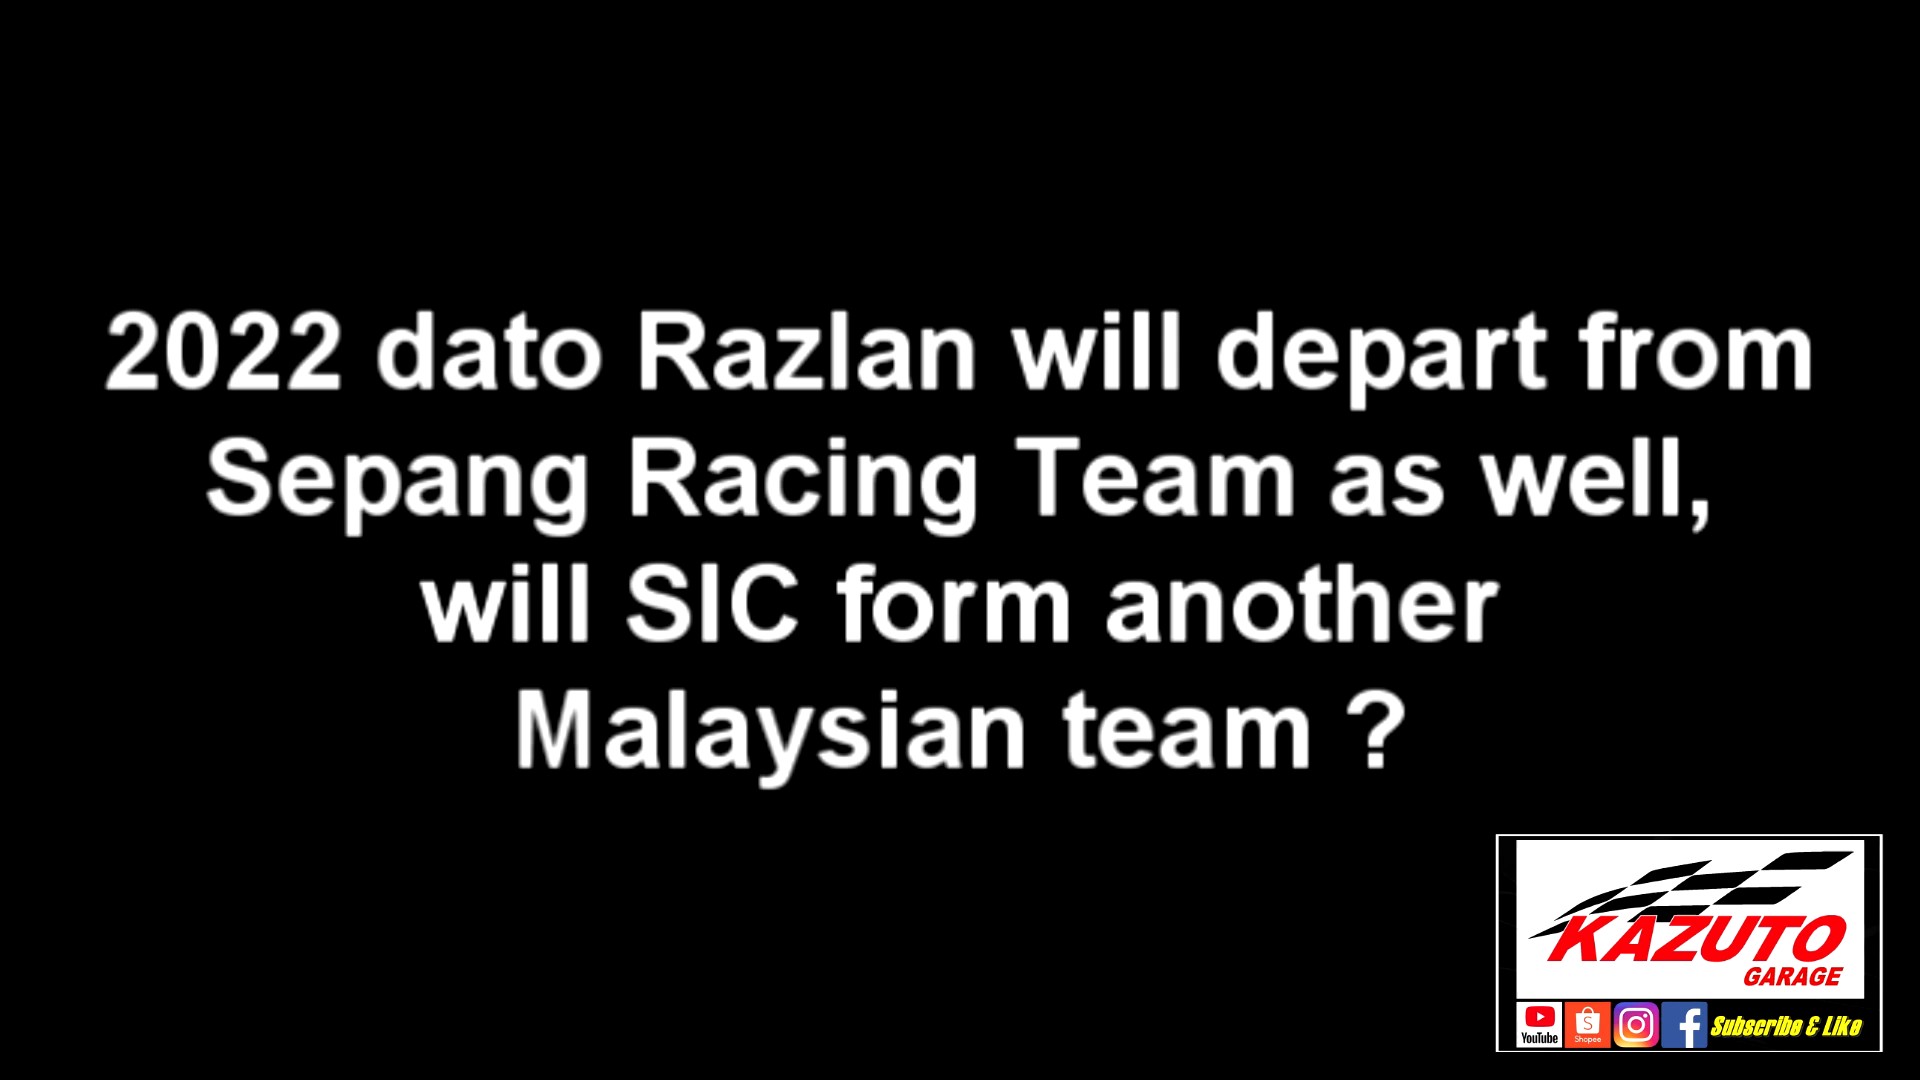 2022 dato Razlan will depart from
Sepang Racing Team as well,
will SIC form another
Malaysian team ?
KAZUTO
GARAGE
YouTube
Shopee
Subscribe & Like